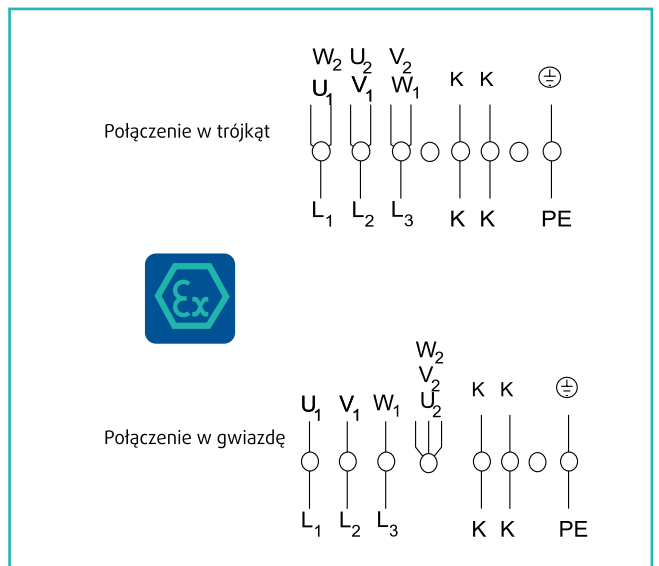 W₂ U₂ V₂
U₁ V₁ W₁ K K
Połączenie w trójkąt
L₁ L₂ L₃ K K PE
Ex
W₂
V₂
U₁ V₁ W₁ U₂ K K
Połączenie w gwiazdę
L₁ L₂ L₃ K K PE